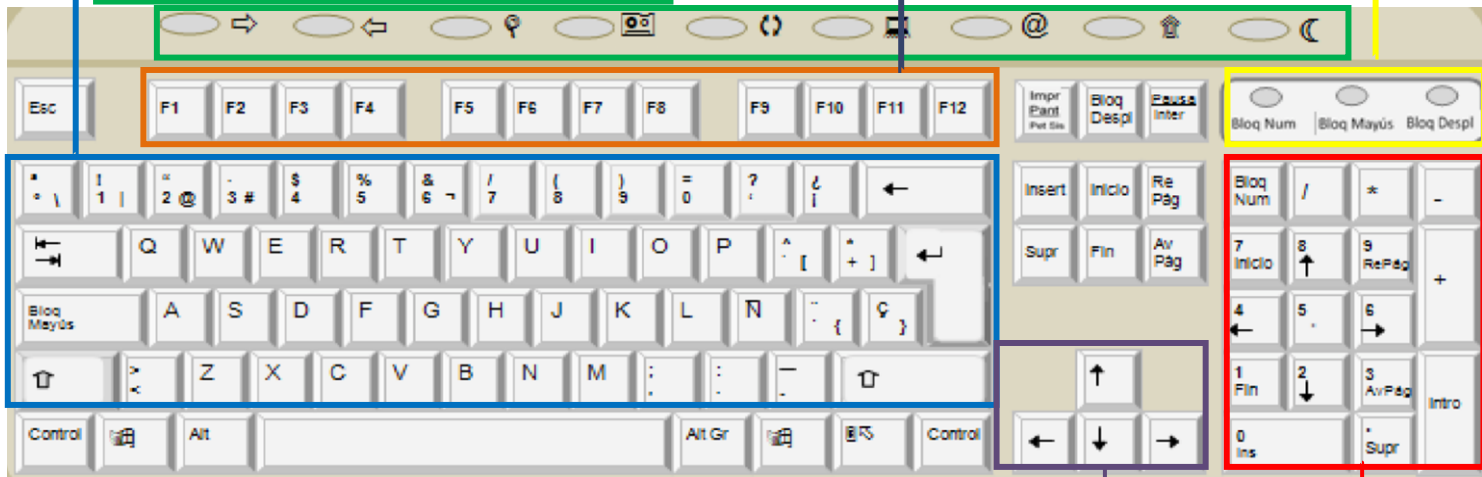 @
Esc F1 F2 F3 F4 F5 F6 F7 F8 F9 F10 F11 F12 Impr Pant Pet Sis Bloq Despl Pausa Inter Bloq Num Bloq Mayús Bloq Despl
ª º \ ! 1 | " 2 @ · 3 # $ 4 % 5 & 6 ¬ / 7 ( 8 ) 9 = 0 ? ' ¿ ¡ ← Insert Inicio Re Pág Bloq Num / * -
Q W E R T Y U I O P ^ ` [ * + ] Supr Fin Av Pág 7 Inicio 8 ↑ 9 RePág +
Bloq Mayús A S D F G H J K L Ñ ¨ ´ { Ç } 4 ← 5 6 →
> < Z X C V B N M ; , : . _ - ↑ 1 Fin 2 ↓ 3 AvPág Intro
Control Alt Alt Gr Control ← ↓ → 0 Ins . Supr